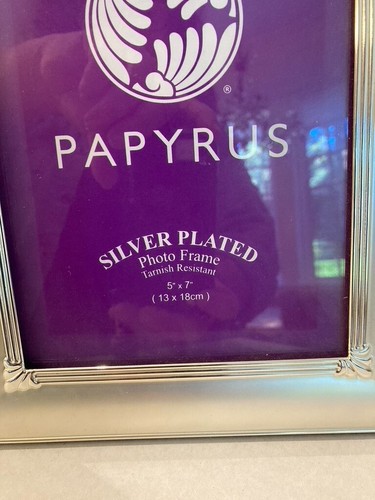 ®
PAPYRUS
SILVER PLATED
Photo Frame
Tarnish Resistant
5" x 7"
( 13 x 18cm )